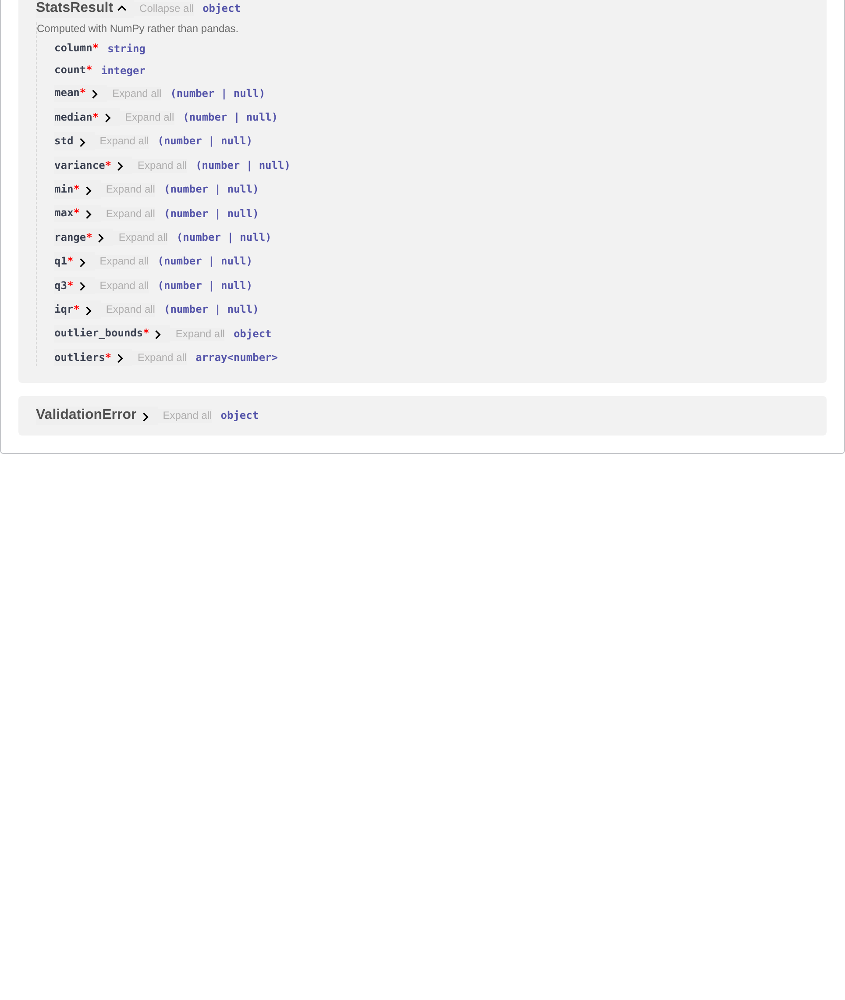 StatsResult Collapse all object
Computed with NumPy rather than pandas.
column* string
count* integer
mean* Expand all (number | null)
median* Expand all (number | null)
std Expand all (number | null)
variance* Expand all (number | null)
min* Expand all (number | null)
max* Expand all (number | null)
range* Expand all (number | null)
q1* Expand all (number | null)
q3* Expand all (number | null)
iqr* Expand all (number | null)
outlier_bounds* Expand all object
outliers* Expand all array<number>
ValidationError Expand all object